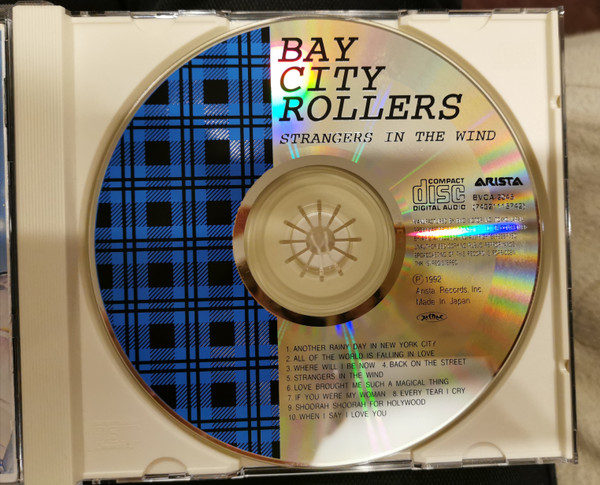 BAY
CITY
ROLLERS
STRANGERS IN THE WIND
COMPACT
disc
DIGITAL AUDIO
ARISTA
Ⓟ 1992
Arista Records, Inc.
Made in Japan
1. ANOTHER RAINY DAY IN NEW YORK CITY
2. ALL OF THE WORLD IS FALLING IN LOVE
3. WHERE WILL I BE NOW 4. BACK ON THE STREET
5. STRANGERS IN THE WIND
6. LOVE BROUGHT ME SUCH A MAGICAL THING
7. IF YOU WERE MY WOMAN 8. EVERY TEAR I CRY
9. SHOORAH SHOORAH FOR HOLYWOOD
10. WHEN I SAY I LOVE YOU